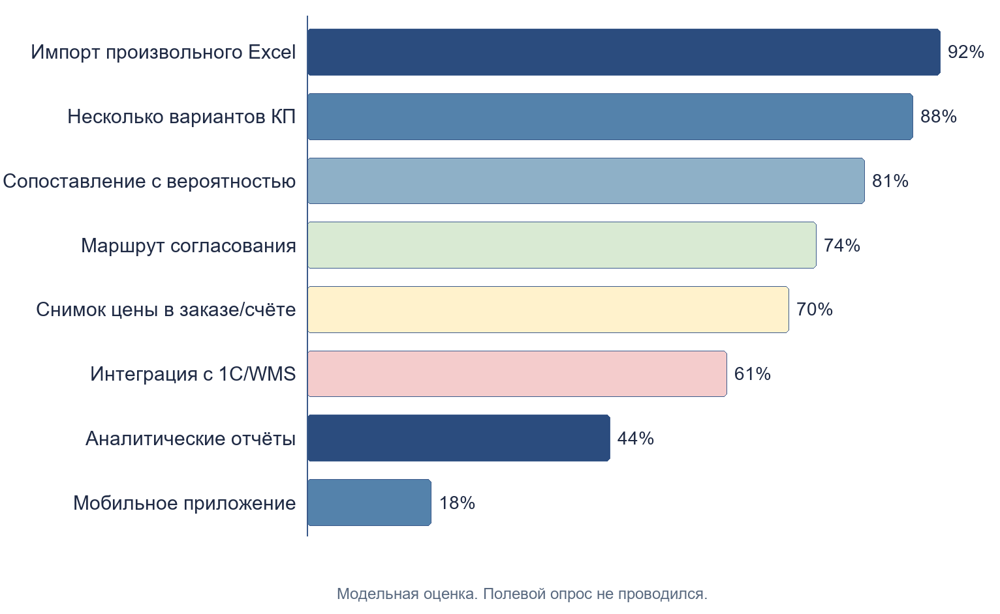 Импорт произвольного Excel 92%
Несколько вариантов КП 88%
Сопоставление с вероятностью 81%
Маршрут согласования 74%
Снимок цены в заказе/счёте 70%
Интеграция с 1С/WMS 61%
Аналитические отчёты 44%
Мобильное приложение 18%
Модельная оценка. Полевой опрос не проводился.